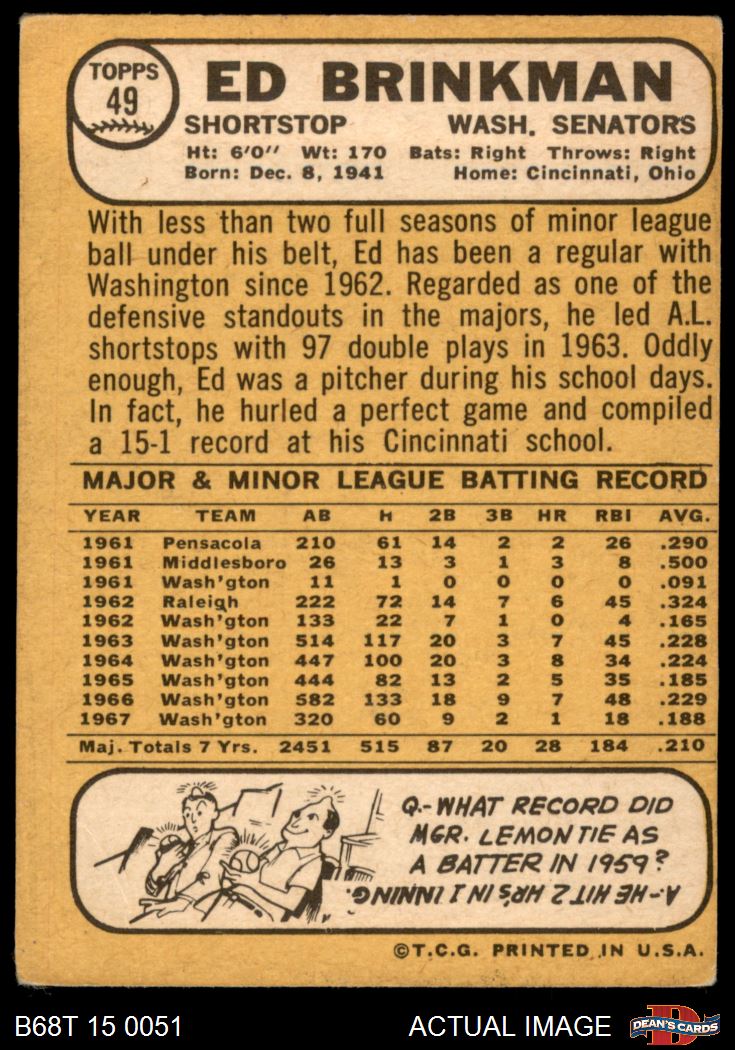 TOPPS
49
ED BRINKMAN
SHORTSTOP WASH. SENATORS
Ht: 6'0" Wt: 170 Bats: Right Throws: Right
Born: Dec. 8, 1941 Home: Cincinnati, Ohio
With less than two full seasons of minor league
ball under his belt, Ed has been a regular with
Washington since 1962. Regarded as one of the
defensive standouts in the majors, he led A.L.
shortstops with 97 double plays in 1963. Oddly
enough, Ed was a pitcher during his school days.
In fact, he hurled a perfect game and compiled
a 15-1 record at his Cincinnati school.
MAJOR & MINOR LEAGUE BATTING RECORD
YEAR TEAM AB H 2B 3B HR RBI AVG.
1961 Pensacola 210 61 14 2 2 26 .290
1961 Middlesboro 26 13 3 1 3 8 .500
1961 Wash'gton 11 1 0 0 0 0 .091
1962 Raleigh 222 72 14 7 6 45 .324
1962 Wash'gton 133 22 7 1 0 4 .165
1963 Wash'gton 514 117 20 3 7 45 .228
1964 Wash'gton 447 100 20 3 8 34 .224
1965 Wash'gton 444 82 13 2 5 35 .185
1966 Wash'gton 582 133 18 9 7 48 .229
1967 Wash'gton 320 60 9 2 1 18 .188
Maj. Totals 7 Yrs. 2451 515 87 20 28 184 .210
Q.-WHAT RECORD DID
MGR. LEMON TIE AS
A BATTER IN 1959?
A.-HE HIT 2 HR'S IN 1 INNING.
©T.C.G. PRINTED IN U.S.A.
B68T 15 0051 ACTUAL IMAGE DEAN'S CARDS